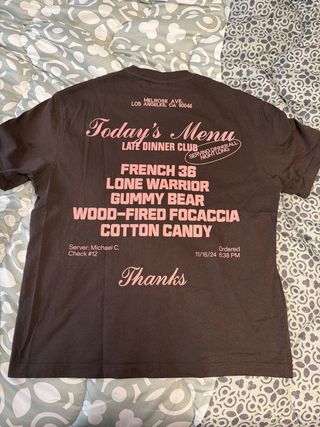 MELROSE AVE.
LOS ANGELES, CA 90046
Today's Menu
LATE DINNER CLUB
SERVING DINNER ALL
NIGHT LONG
FRENCH 36
LONE WARRIOR
GUMMY BEAR
WOOD-FIRED FOCACCIA
COTTON CANDY
Server: Michael C. Ordered
Check #12 11/16/24 6:38 PM
Thanks